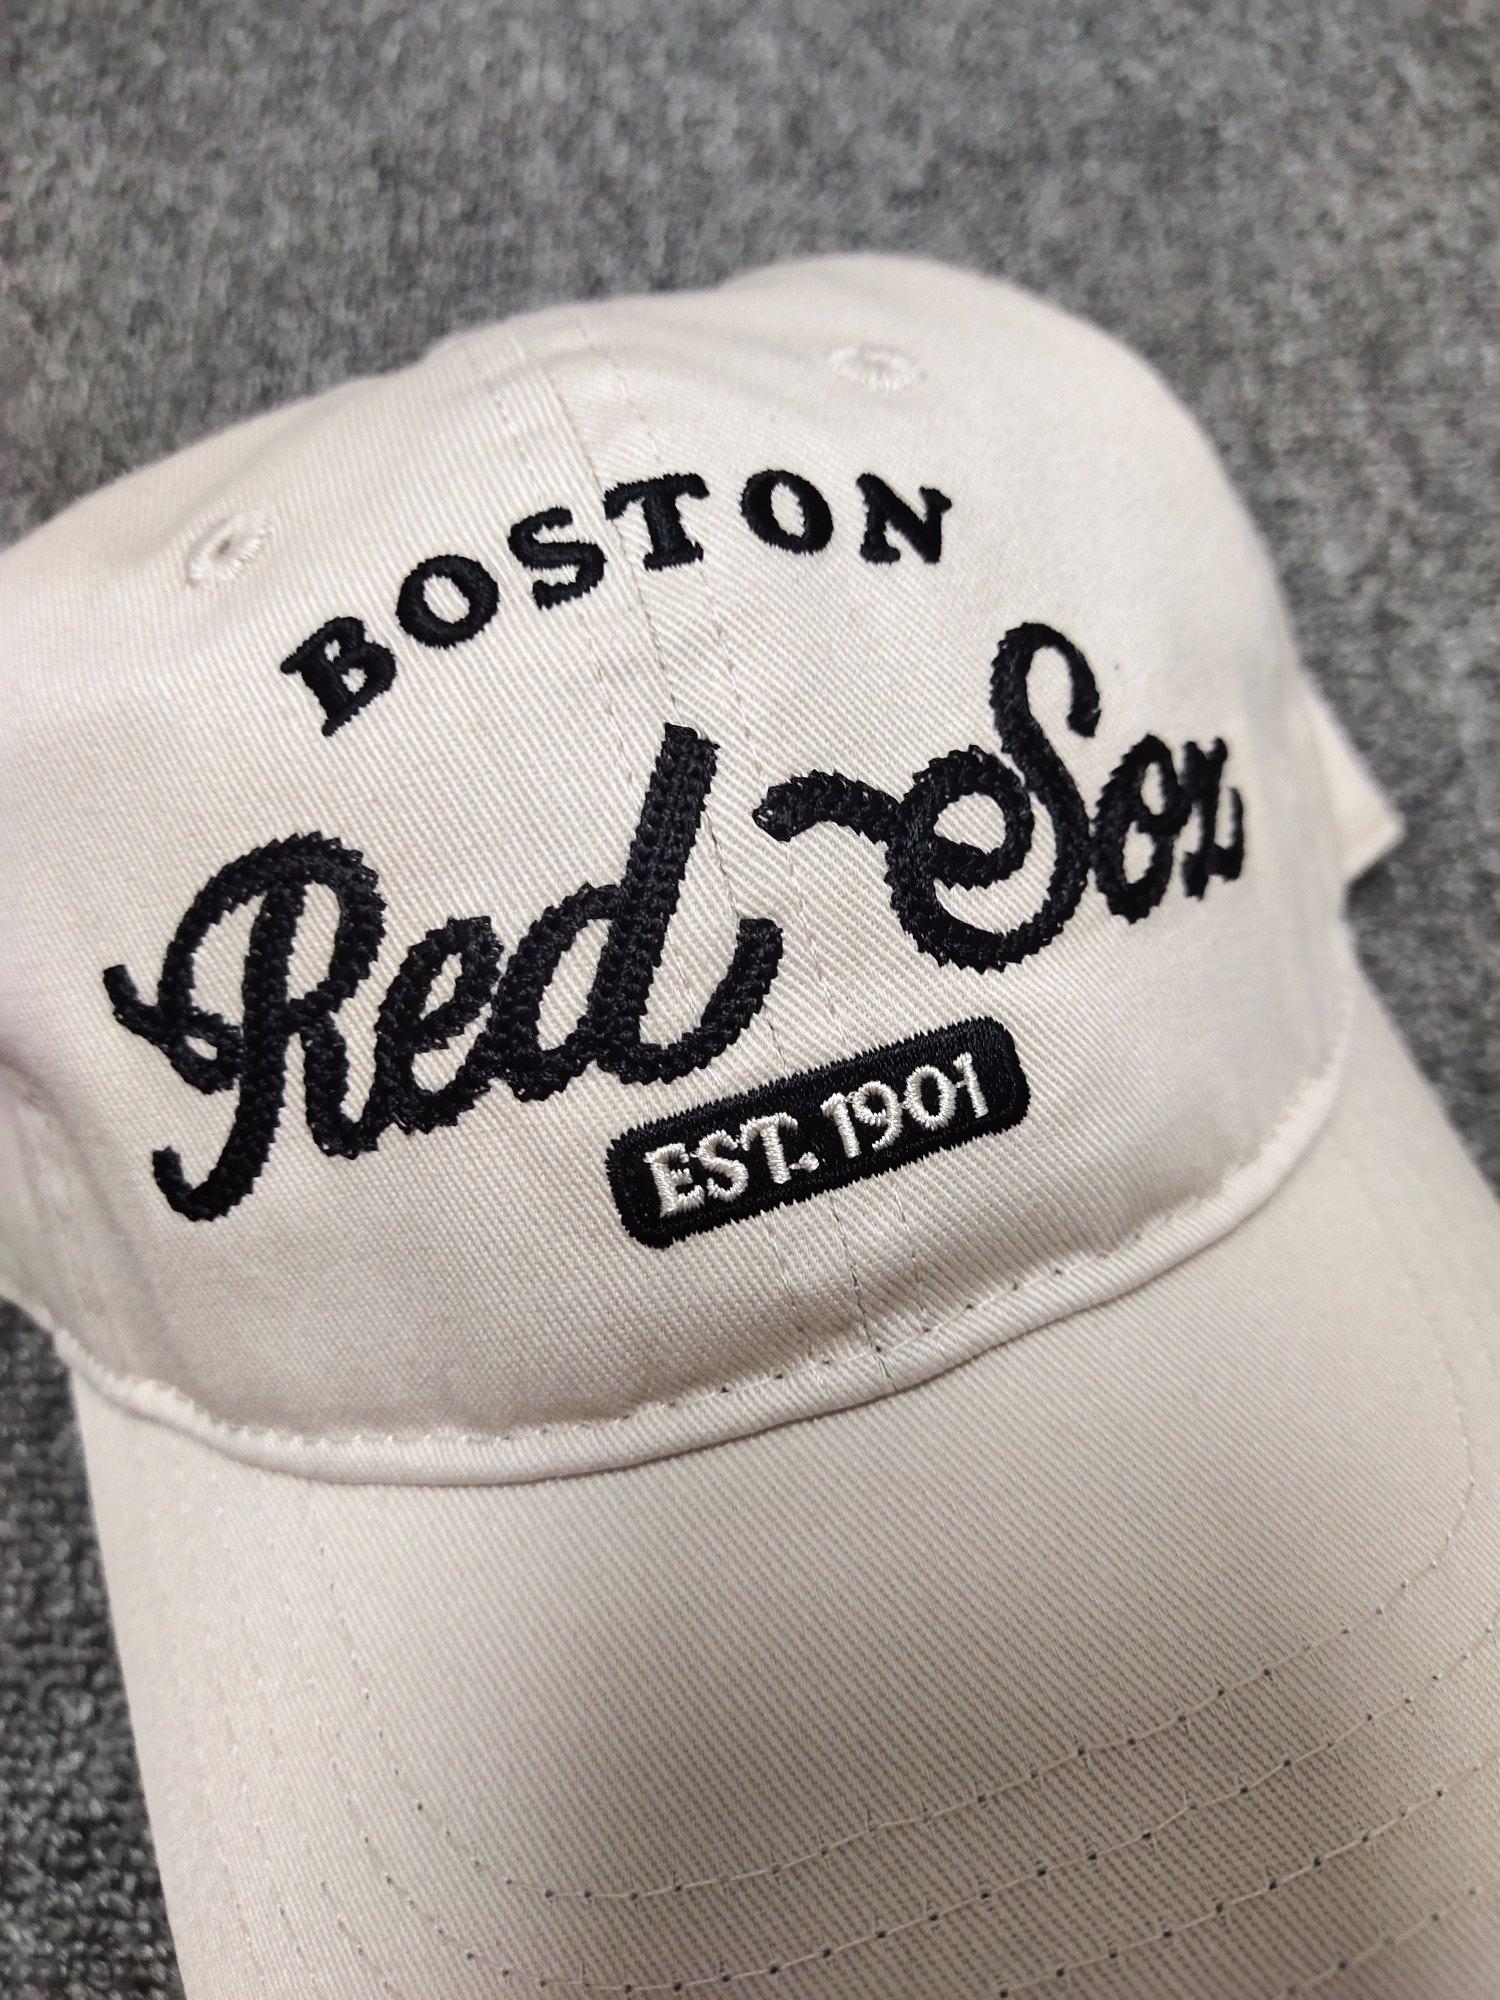 BOSTON
Red Sox
EST. 1901